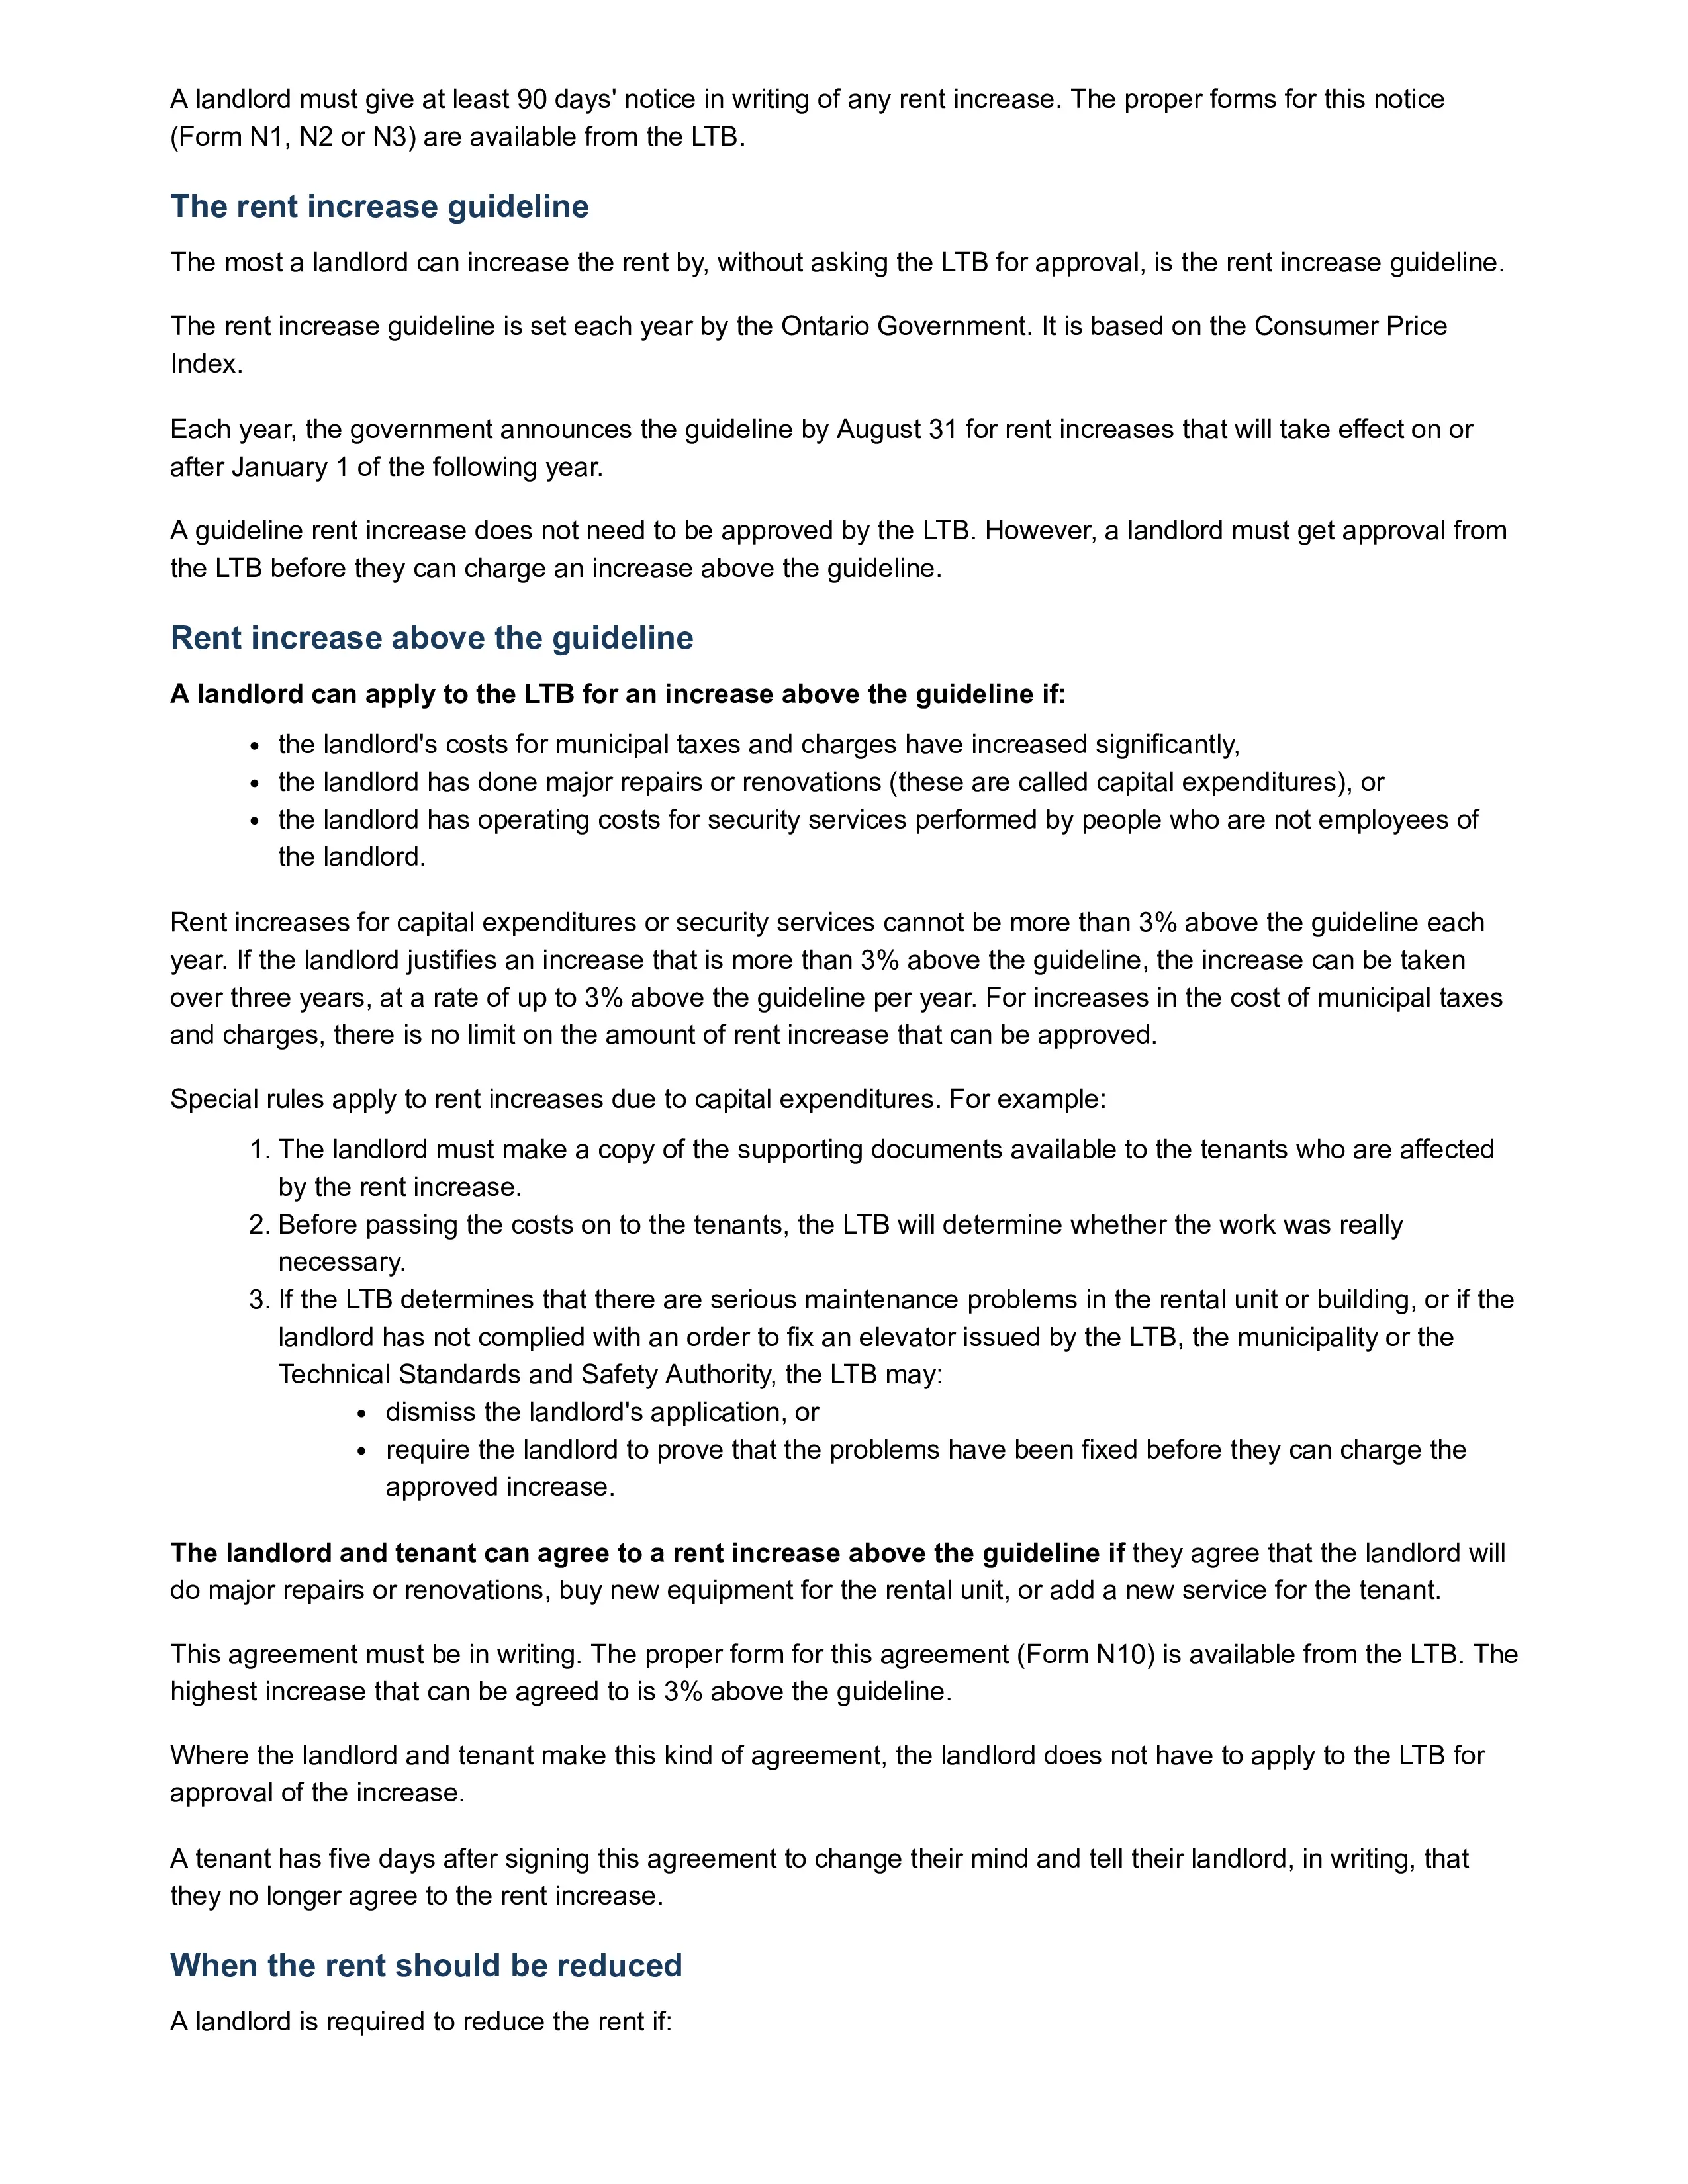 A landlord must give at least 90 days' notice in writing of any rent increase. The proper forms for this notice
(Form N1, N2 or N3) are available from the LTB.
The rent increase guideline
The most a landlord can increase the rent by, without asking the LTB for approval, is the rent increase guideline.
The rent increase guideline is set each year by the Ontario Government. It is based on the Consumer Price
Index.
Each year, the government announces the guideline by August 31 for rent increases that will take effect on or
after January 1 of the following year.
A guideline rent increase does not need to be approved by the LTB. However, a landlord must get approval from
the LTB before they can charge an increase above the guideline.
Rent increase above the guideline
A landlord can apply to the LTB for an increase above the guideline if:
• the landlord's costs for municipal taxes and charges have increased significantly,
• the landlord has done major repairs or renovations (these are called capital expenditures), or
• the landlord has operating costs for security services performed by people who are not employees of
the landlord.
Rent increases for capital expenditures or security services cannot be more than 3% above the guideline each
year. If the landlord justifies an increase that is more than 3% above the guideline, the increase can be taken
over three years, at a rate of up to 3% above the guideline per year. For increases in the cost of municipal taxes
and charges, there is no limit on the amount of rent increase that can be approved.
Special rules apply to rent increases due to capital expenditures. For example:
1. The landlord must make a copy of the supporting documents available to the tenants who are affected
by the rent increase.
2. Before passing the costs on to the tenants, the LTB will determine whether the work was really
necessary.
3. If the LTB determines that there are serious maintenance problems in the rental unit or building, or if the
landlord has not complied with an order to fix an elevator issued by the LTB, the municipality or the
Technical Standards and Safety Authority, the LTB may:
• dismiss the landlord's application, or
• require the landlord to prove that the problems have been fixed before they can charge the
approved increase.
The landlord and tenant can agree to a rent increase above the guideline if they agree that the landlord will
do major repairs or renovations, buy new equipment for the rental unit, or add a new service for the tenant.
This agreement must be in writing. The proper form for this agreement (Form N10) is available from the LTB. The
highest increase that can be agreed to is 3% above the guideline.
Where the landlord and tenant make this kind of agreement, the landlord does not have to apply to the LTB for
approval of the increase.
A tenant has five days after signing this agreement to change their mind and tell their landlord, in writing, that
they no longer agree to the rent increase.
When the rent should be reduced
A landlord is required to reduce the rent if: